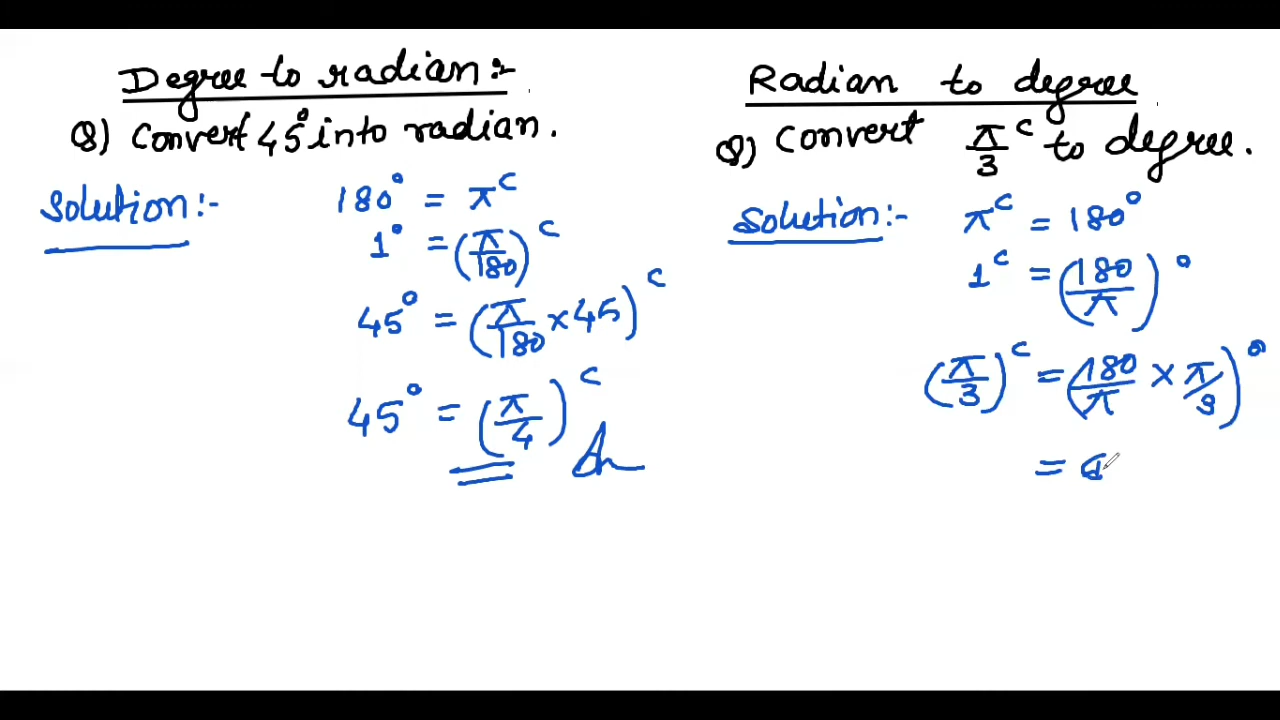 Degree to radian :-
Q) Convert 45° into radian.
Solution :-
180° = π^c
1° = (π/180)^c
45° = (π/180 × 45)^c
45° = (π/4)^c
Radian to degree
Q) Convert π/3^c to degree.
Solution :-
π^c = 180°
1^c = (180/π)°
(π/3)^c = (180/π × π/3)°
=